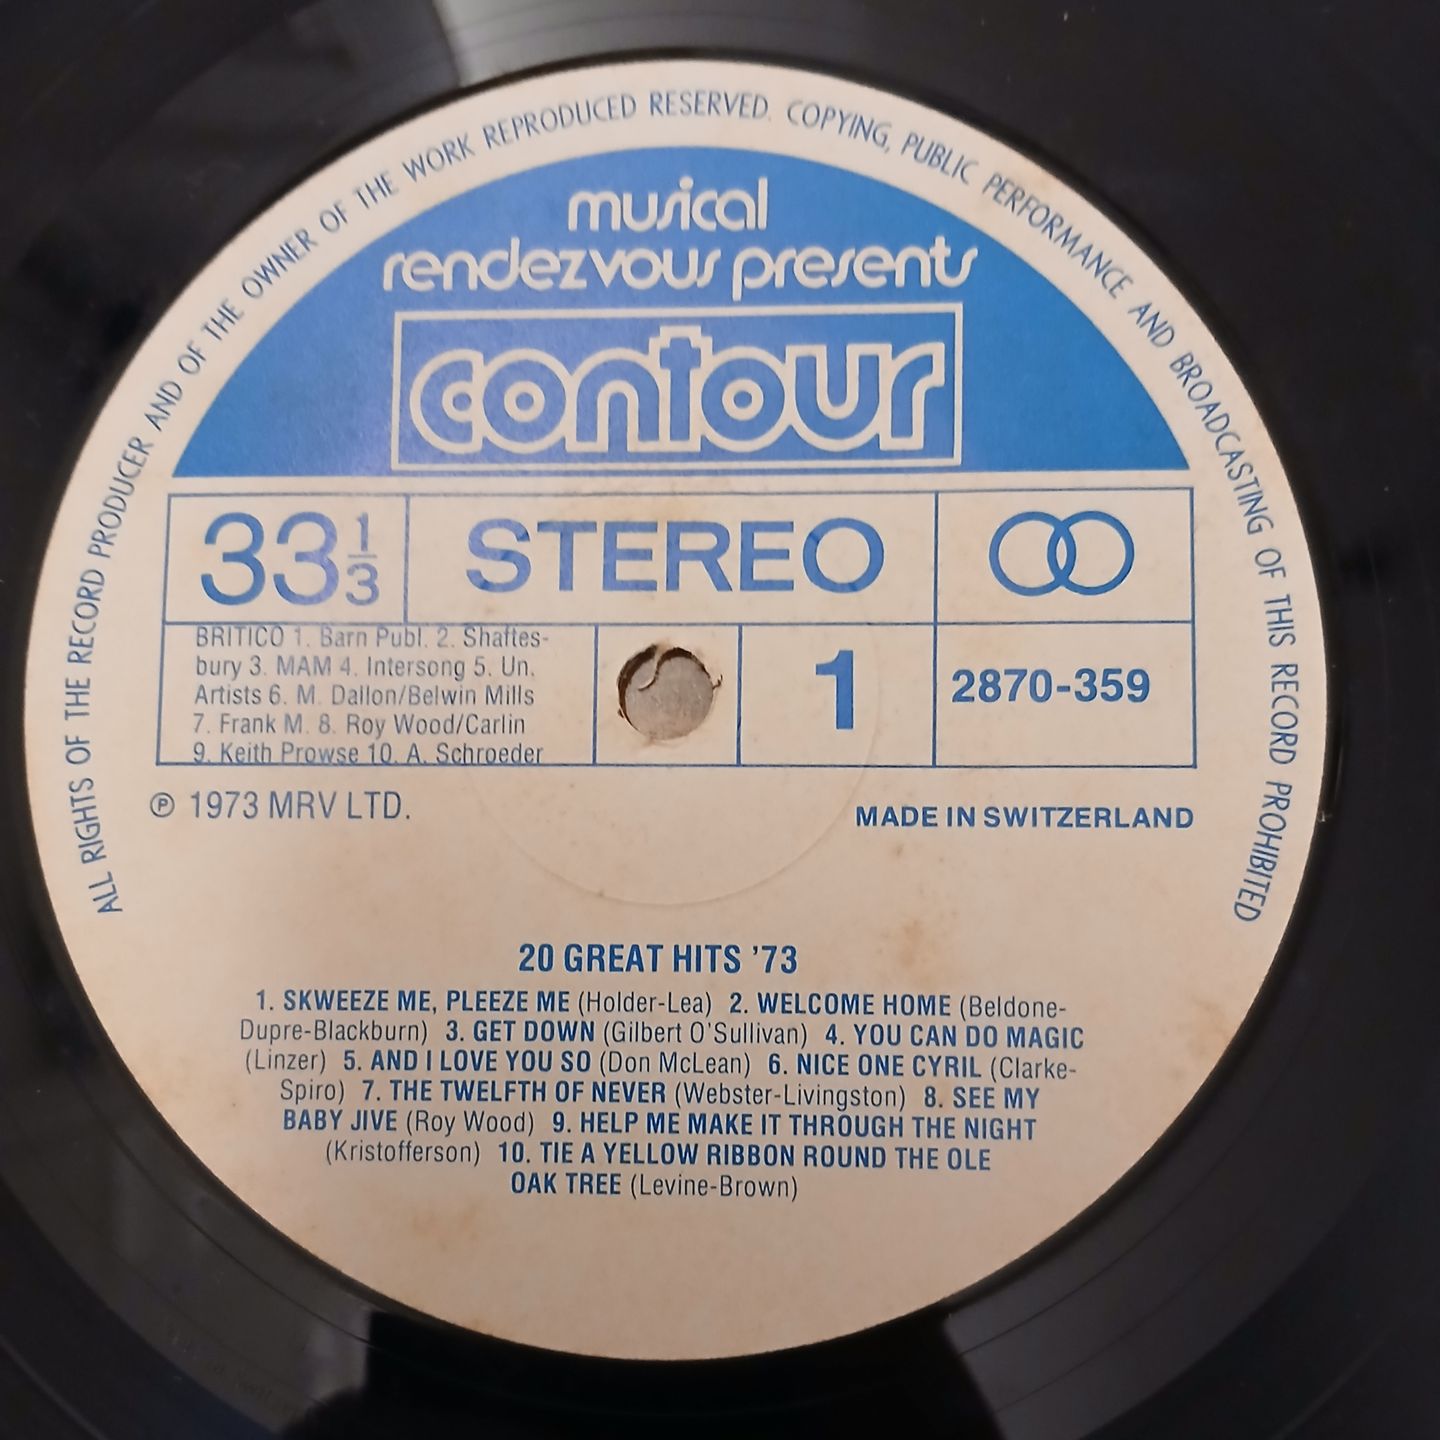 ALL RIGHTS OF THE RECORD PRODUCER AND OF THE OWNER OF THE WORK REPRODUCED RESERVED. COPYING, PUBLIC PERFORMANCE AND BROADCASTING OF THIS RECORD PROHIBITED
musical
rendezvous presents
contour
33 1/3
STEREO
BRITICO 1. Barn Publ. 2. Shaftes-
bury 3. MAM 4. Intersong 5. Un.
Artists 6. M. Dallon/Belwin Mills
7. Frank M. 8. Roy Wood/Carlin
9. Keith Prowse 10. A. Schroeder
1
2870-359
℗ 1973 MRV LTD.
MADE IN SWITZERLAND
20 GREAT HITS '73
1. SKWEEZE ME, PLEEZE ME (Holder-Lea) 2. WELCOME HOME (Beldone-
Dupre-Blackburn) 3. GET DOWN (Gilbert O'Sullivan) 4. YOU CAN DO MAGIC
(Linzer) 5. AND I LOVE YOU SO (Don McLean) 6. NICE ONE CYRIL (Clarke-
Spiro) 7. THE TWELFTH OF NEVER (Webster-Livingston) 8. SEE MY
BABY JIVE (Roy Wood) 9. HELP ME MAKE IT THROUGH THE NIGHT
(Kristofferson) 10. TIE A YELLOW RIBBON ROUND THE OLE
OAK TREE (Levine-Brown)